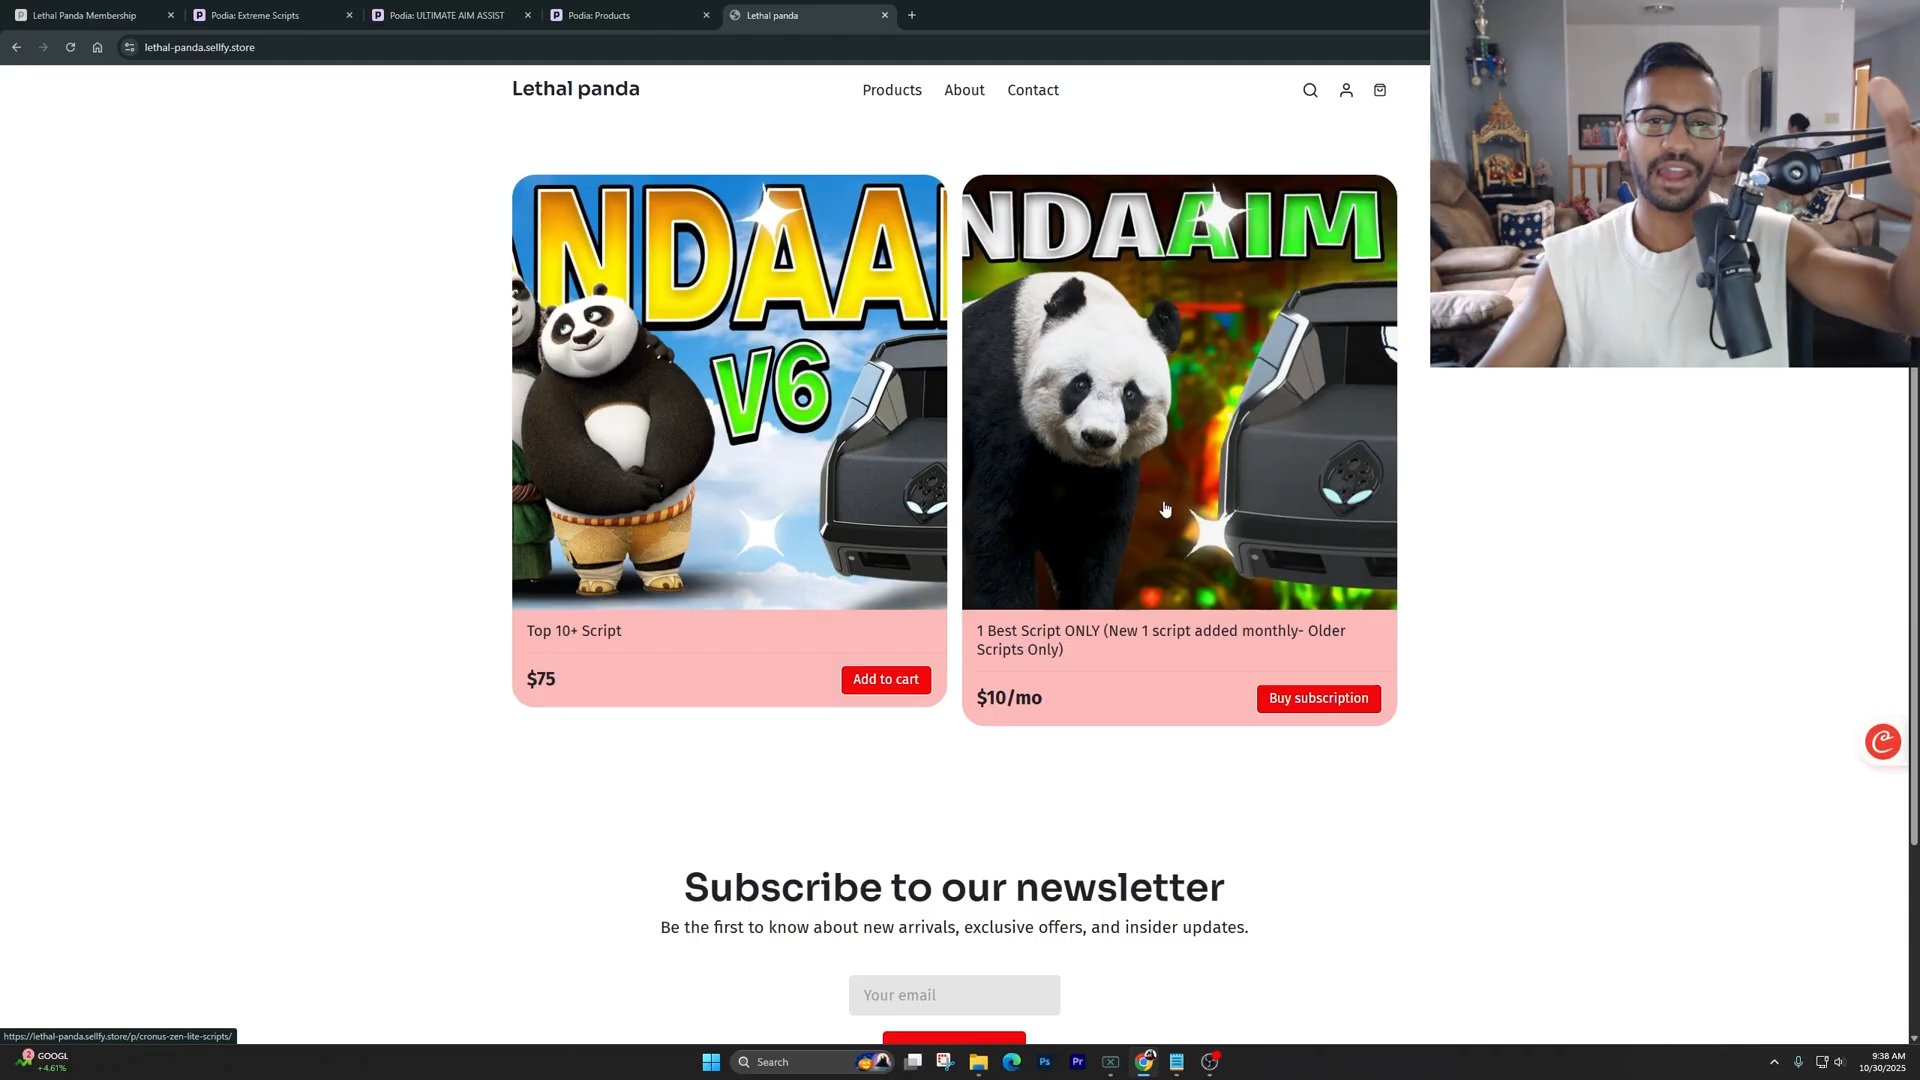 Lethal Panda Membership
Podia: Extreme Scripts
Podia: ULTIMATE AIM ASSIST
Podia: Products
Lethal panda
lethal-panda.sellfy.store
Lethal panda
Products About Contact
NDAA
V6
NDAAIM
Top 10+ Script
$75
Add to cart
1 Best Script ONLY (New 1 script added monthly- Older
Scripts Only)
$10/mo
Buy subscription
Subscribe to our newsletter
Be the first to know about new arrivals, exclusive offers, and insider updates.
Your email
https://lethal-panda.sellfy.store/p/cronus-zen-lite-scripts/
2
GOOGL
+4.61%
Search
Ps
Pr
9:38 AM
10/30/2025